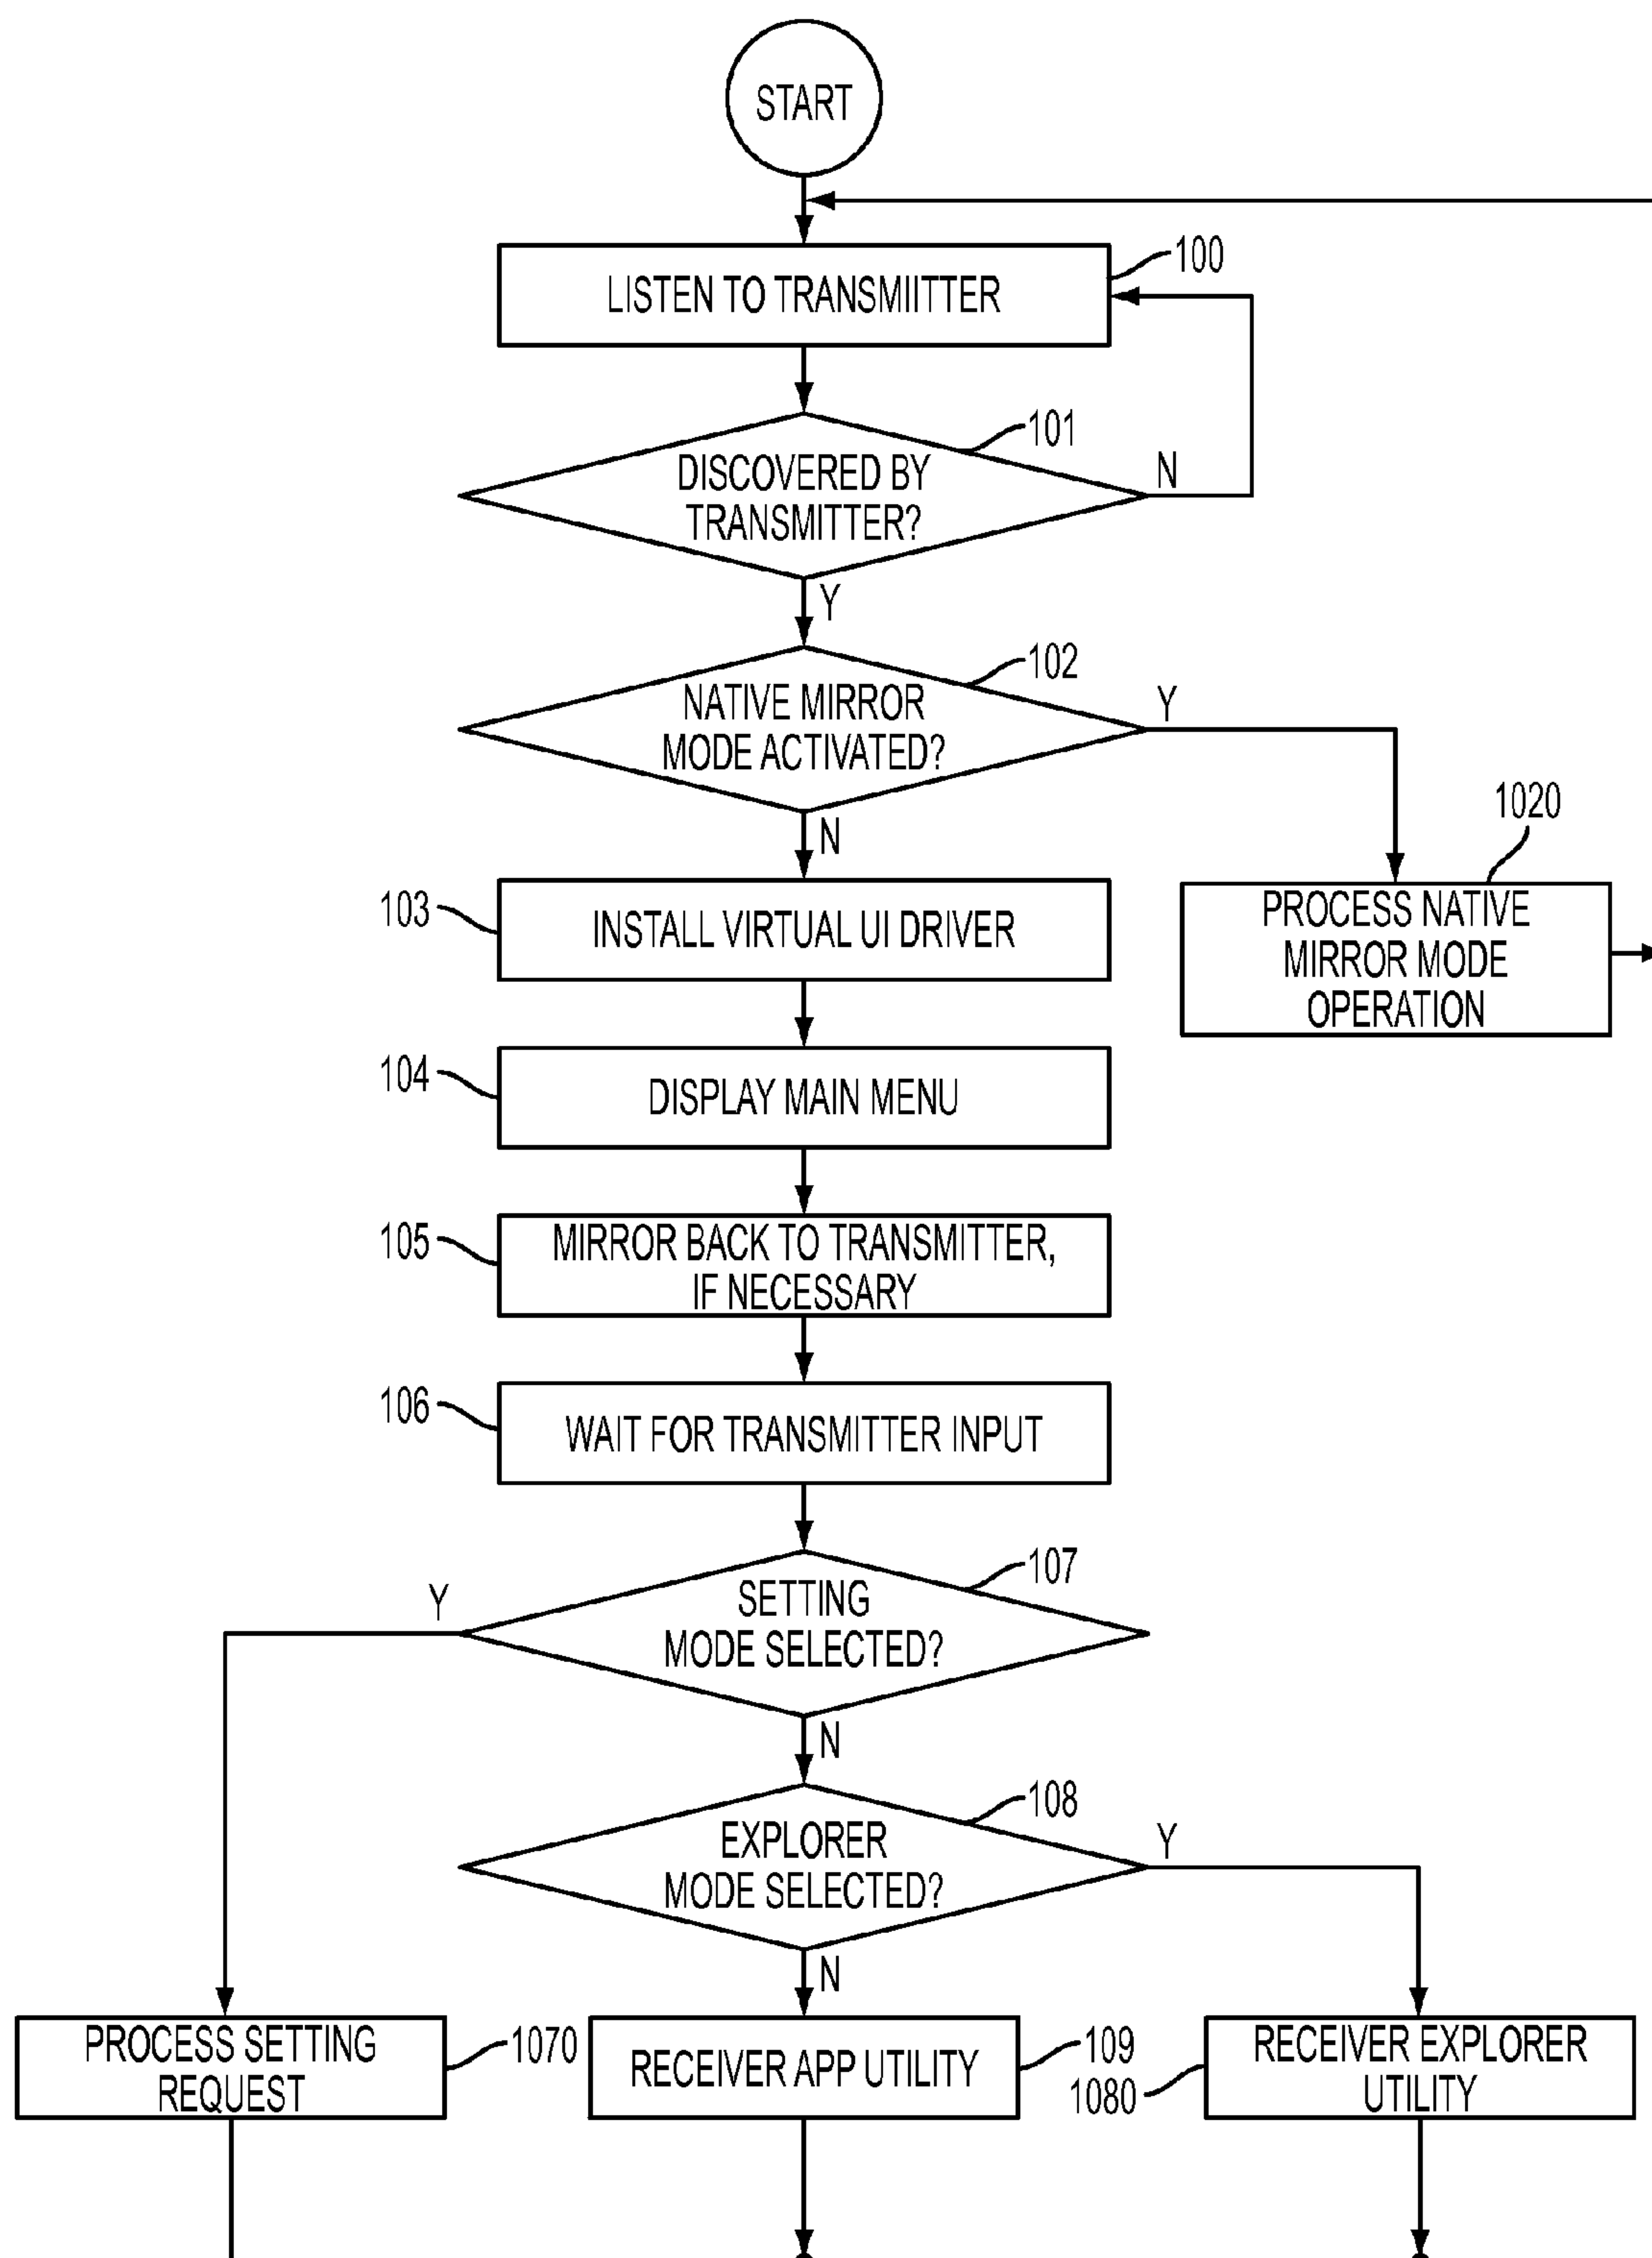 START
100
LISTEN TO TRANSMIITTER
101
DISCOVERED BY
TRANSMITTER?
N
Y
102
NATIVE MIRROR
MODE ACTIVATED?
Y
N
1020
PROCESS NATIVE
MIRROR MODE
OPERATION
103
INSTALL VIRTUAL UI DRIVER
104
DISPLAY MAIN MENU
105
MIRROR BACK TO TRANSMITTER,
IF NECESSARY
106
WAIT FOR TRANSMITTER INPUT
107
SETTING
MODE SELECTED?
Y
N
108
EXPLORER
MODE SELECTED?
Y
N
PROCESS SETTING
REQUEST
1070
RECEIVER APP UTILITY
109
1080
RECEIVER EXPLORER
UTILITY